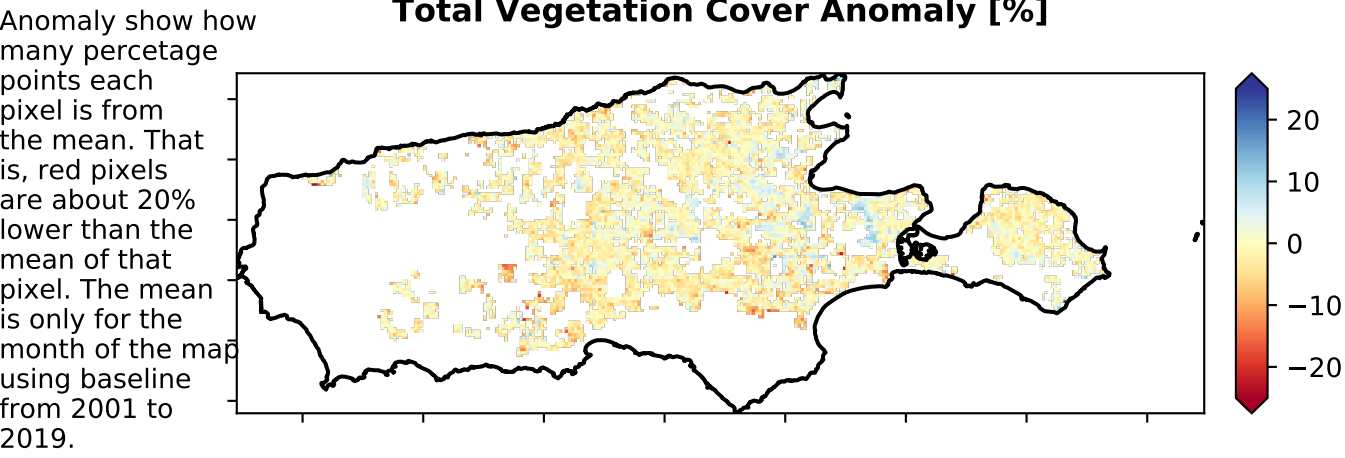 Total Vegetation Cover Anomaly [%]
Anomaly show how
many percetage
points each
pixel is from
the mean. That
is, red pixels
are about 20%
lower than the
mean of that
pixel. The mean
is only for the
month of the map
using baseline
from 2001 to
2019.
20
10
0
−10
−20